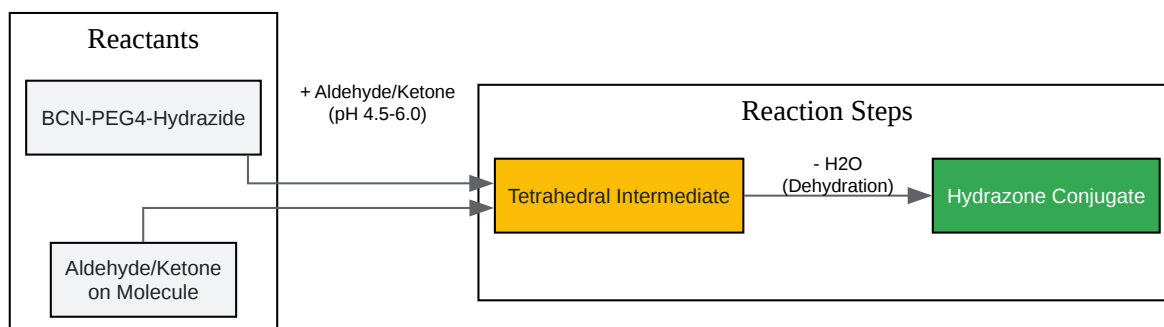 Reactants
BCN-PEG4-Hydrazide
Aldehyde/Ketone
on Molecule
+ Aldehyde/Ketone
(pH 4.5-6.0)
Reaction Steps
Tetrahedral Intermediate
- H2O
(Dehydration)
Hydrazone Conjugate